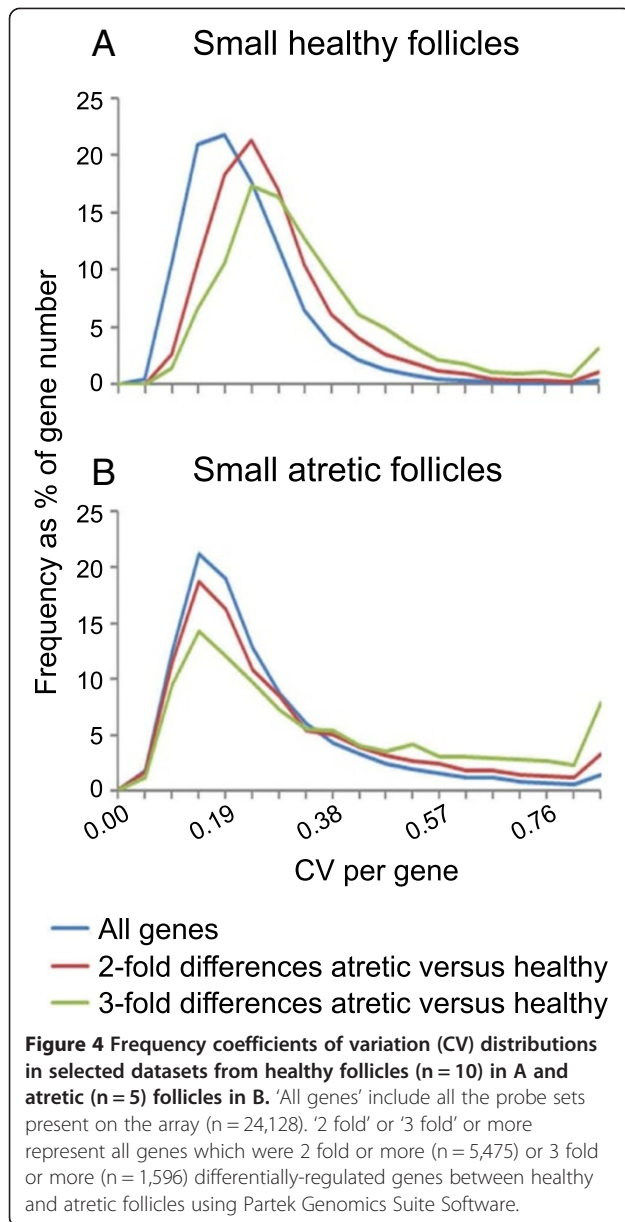 A Small healthy follicles
25
20
15
10
5
0
Frequency as % of gene number
B Small atretic follicles
25
20
15
10
5
0
0.00 0.19 0.38 0.57 0.76
CV per gene
All genes
2-fold differences atretic versus healthy
3-fold differences atretic versus healthy
Figure 4 Frequency coefficients of variation (CV) distributions
in selected datasets from healthy follicles (n = 10) in A and
atretic (n = 5) follicles in B. ‘All genes’ include all the probe sets
present on the array (n = 24,128). ‘2 fold’ or ‘3 fold’ or more
represent all genes which were 2 fold or more (n = 5,475) or 3 fold
or more (n = 1,596) differentially-regulated genes between healthy
and atretic follicles using Partek Genomics Suite Software.